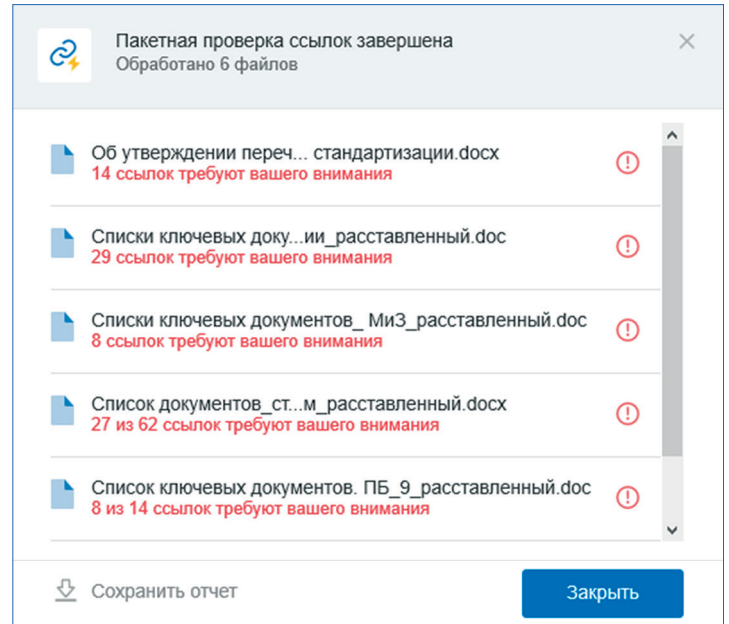 Пакетная проверка ссылок завершена
Обработано 6 файлов
Об утверждении переч... стандартизации.docx
14 ссылок требуют вашего внимания
Списки ключевых доку...ии_расставленный.doc
29 ссылок требуют вашего внимания
Списки ключевых документов_ МиЗ_расставленный.doc
8 ссылок требуют вашего внимания
Список документов_ст...м_расставленный.docx
27 из 62 ссылок требуют вашего внимания
Список ключевых документов. ПБ_9_расставленный.doc
8 из 14 ссылок требуют вашего внимания
Сохранить отчет
Закрыть